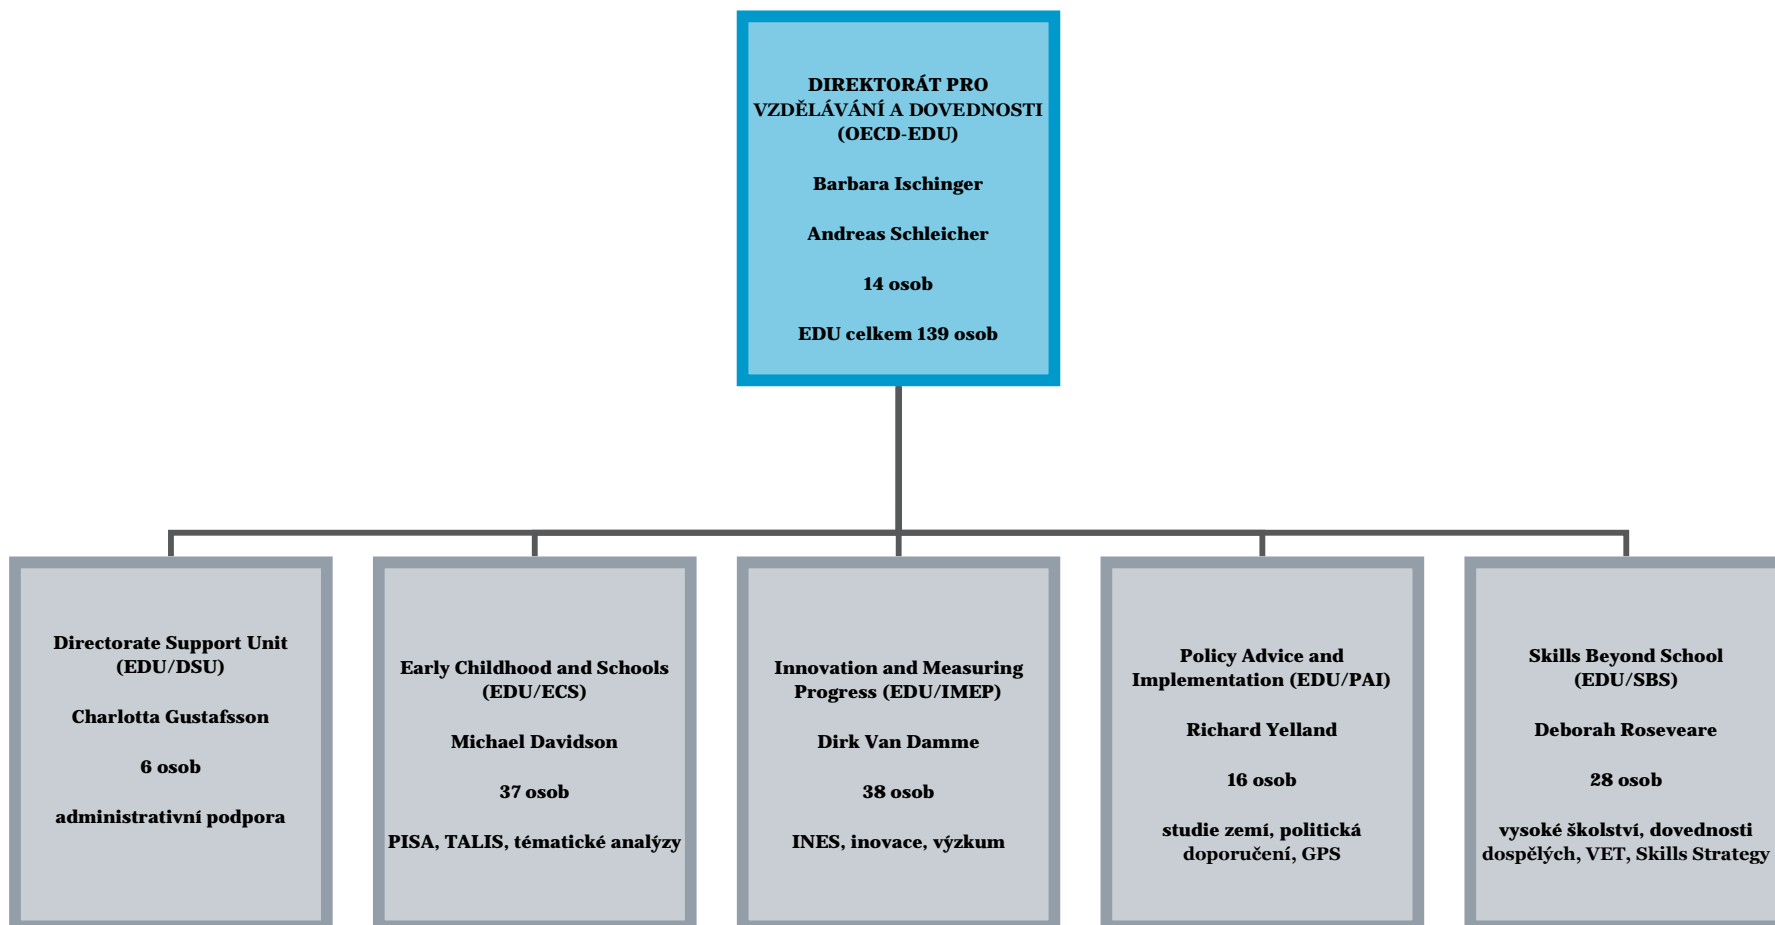 DIREKTORÁT PRO
VZDĚLÁVÁNÍ A DOVEDNOSTI
(OECD-EDU)
Barbara Ischinger
Andreas Schleicher
14 osob
EDU celkem 139 osob
Directorate Support Unit
(EDU/DSU)
Charlotta Gustafsson
6 osob
administrativní podpora
Early Childhood and Schools
(EDU/ECS)
Michael Davidson
37 osob
PISA, TALIS, tématické analýzy
Innovation and Measuring
Progress (EDU/IMEP)
Dirk Van Damme
38 osob
INES, inovace, výzkum
Policy Advice and
Implementation (EDU/PAI)
Richard Yelland
16 osob
studie zemí, politická
doporučení, GPS
Skills Beyond School
(EDU/SBS)
Deborah Roseveare
28 osob
vysoké školství, dovednosti
dospělých, VET, Skills Strategy